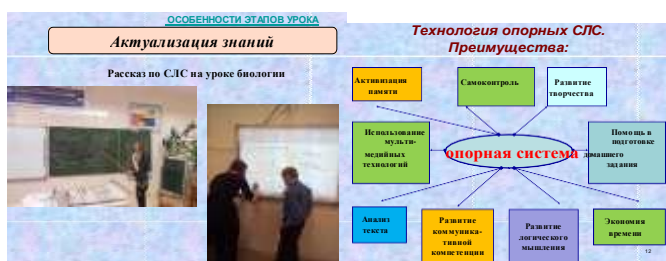 ОСОБЕННОСТИ ЭТАПОВ УРОКА
Актуализация знаний
Рассказ по СЛС на уроке биологии
Технология опорных СЛС.
Преимущества:
Активизация
памяти
Самоконтроль
Развитие
творчества
Использование
мульти-
медийных
технологий
опорная система
Помощь в
подготовке
домашнего
задания
Анализ
текста
Развитие
коммуника-
тивной
компетенции
Развитие
логического
мышления
Экономия
времени
12